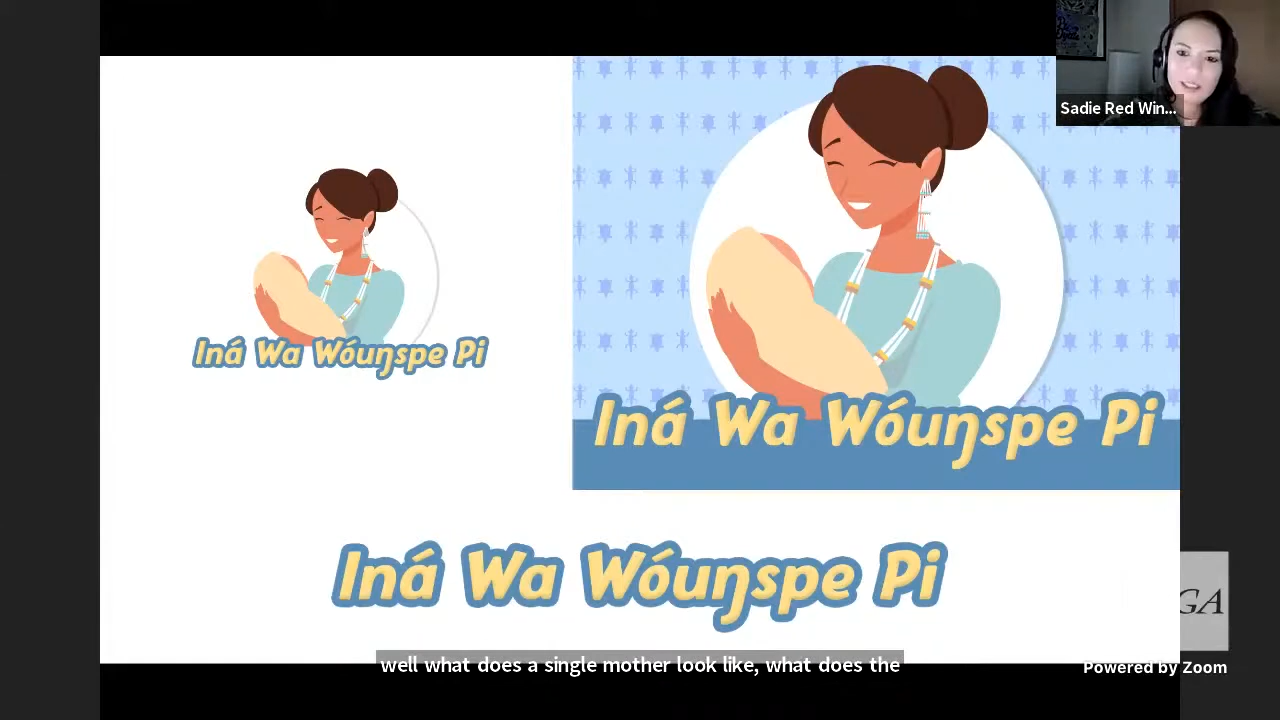 Sadie Red Win...
Iná Wa Wóuŋspe Pi
Iná Wa Wóuŋspe Pi
Iná Wa Wóuŋspe Pi
GA
well what does a single mother look like, what does the
Powered by Zoom